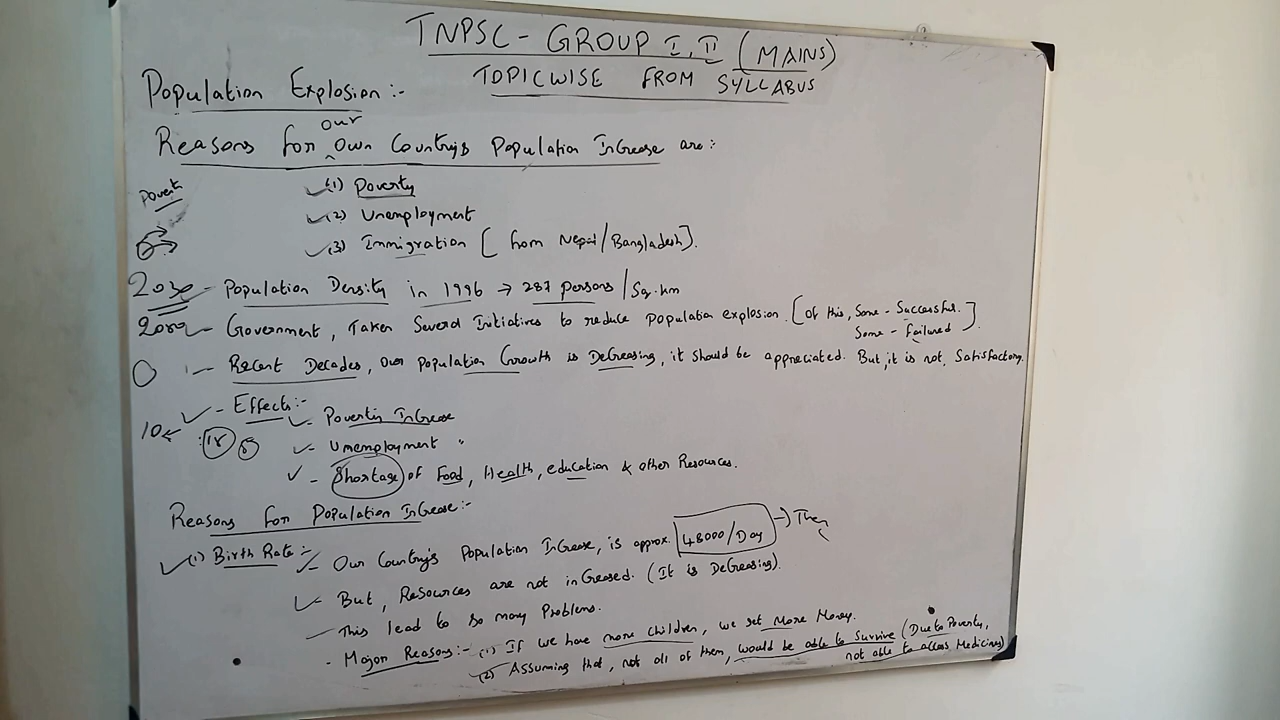 TNPSC - GROUP I, II (MAINS)
TOPICWISE FROM SYLLABUS
Population Explosion :-
Reasons for our Own Country's Population Increase are :
Povert
(1) Poverty
(2) Unemployment
(3) Immigration [from Nepal/Bangladesh].
2030 - Population Density in 1996 → 287 persons/Sq.km
- Government, Taken Several Initiatives to reduce Population explosion. [Of this, Some - Successful.
Some - failured].
- Recent Decades, Our Population Growth is Decreasing, it should be appreciated. But, it is not Satisfactory.
10
- Effects :-
Poverty Increase
- Unemployment "
- Shortage of Food, Health, education & other Resources.
Reasons for Population Increase :-
(1) Birth Rate :- - Our Country's Population Increase, is approx. 48000/Day → Then
- But, Resources are not increased. (It is Decreasing).
- This lead to so many Problems.
- Major Reasons :- (1) If we have more children, we get More Money.
(2) Assuming that, not all of them, would be able to Survive (Due to Poverty,
not able to access Medicines)